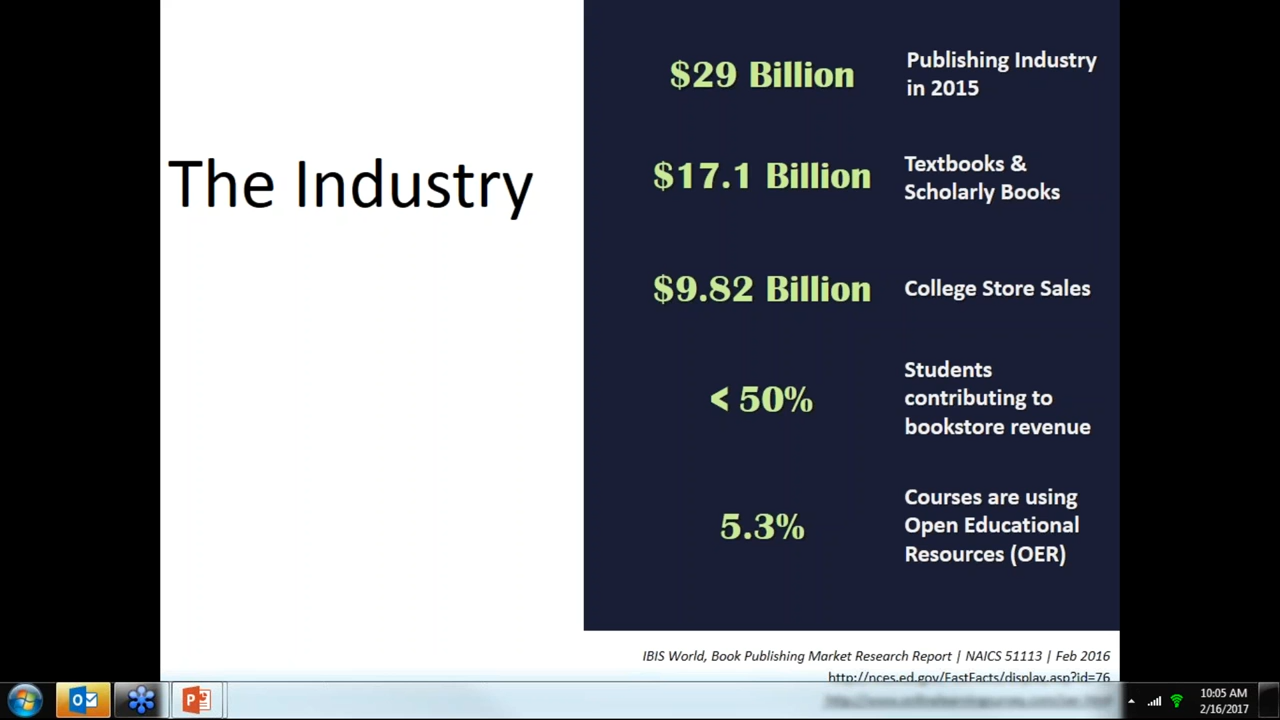 The Industry
$29 Billion
Publishing Industry
in 2015
$17.1 Billion
Textbooks &
Scholarly Books
$9.82 Billion
College Store Sales
< 50%
Students
contributing to
bookstore revenue
5.3%
Courses are using
Open Educational
Resources (OER)
IBIS World, Book Publishing Market Research Report | NAICS 51113 | Feb 2016
http://nces.ed.gov/FastFacts/display.asp?id=76
10:05 AM
2/16/2017